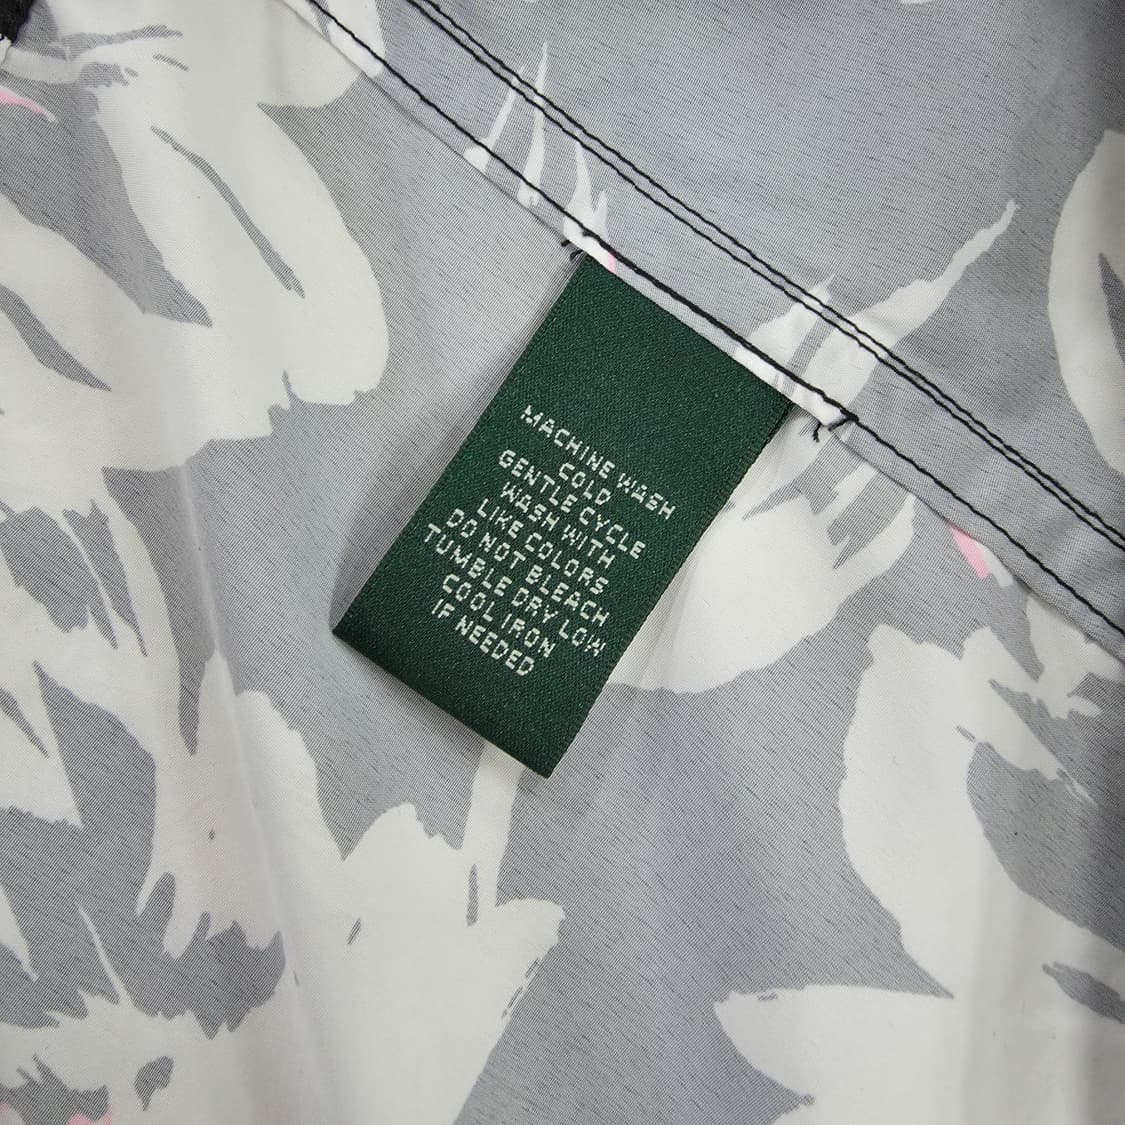 MACHINE WASH
COLD
GENTLE CYCLE
WASH WITH
LIKE COLORS
DO NOT BLEACH
TUMBLE DRY LOW
COOL IRON
IF NEEDED